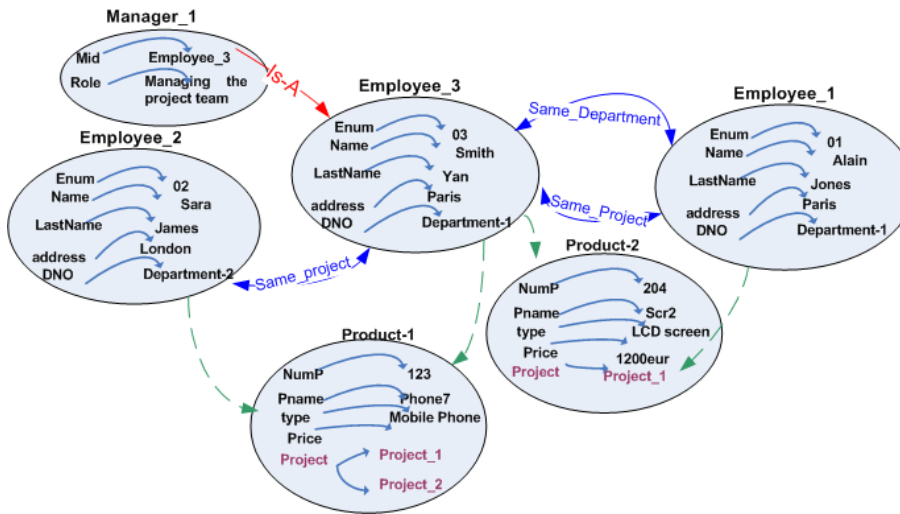 Manager_1
Mid Employee_3
Role Managing the
project team
Is-A
Employee_3
Enum 03
Name Smith
LastName Yan
address Paris
DNO Department-1
Same_Department
Employee_1
Enum 01
Name Alain
LastName Jones
address Paris
DNO Department-1
Same_Project
Employee_2
Enum 02
Name Sara
LastName James
address London
DNO Department-2
Same_project
Product-2
NumP 204
Pname Scr2
type LCD screen
Price 1200eur
Project Project_1
Product-1
NumP 123
Pname Phone7
type Mobile Phone
Price
Project Project_1
Project_2